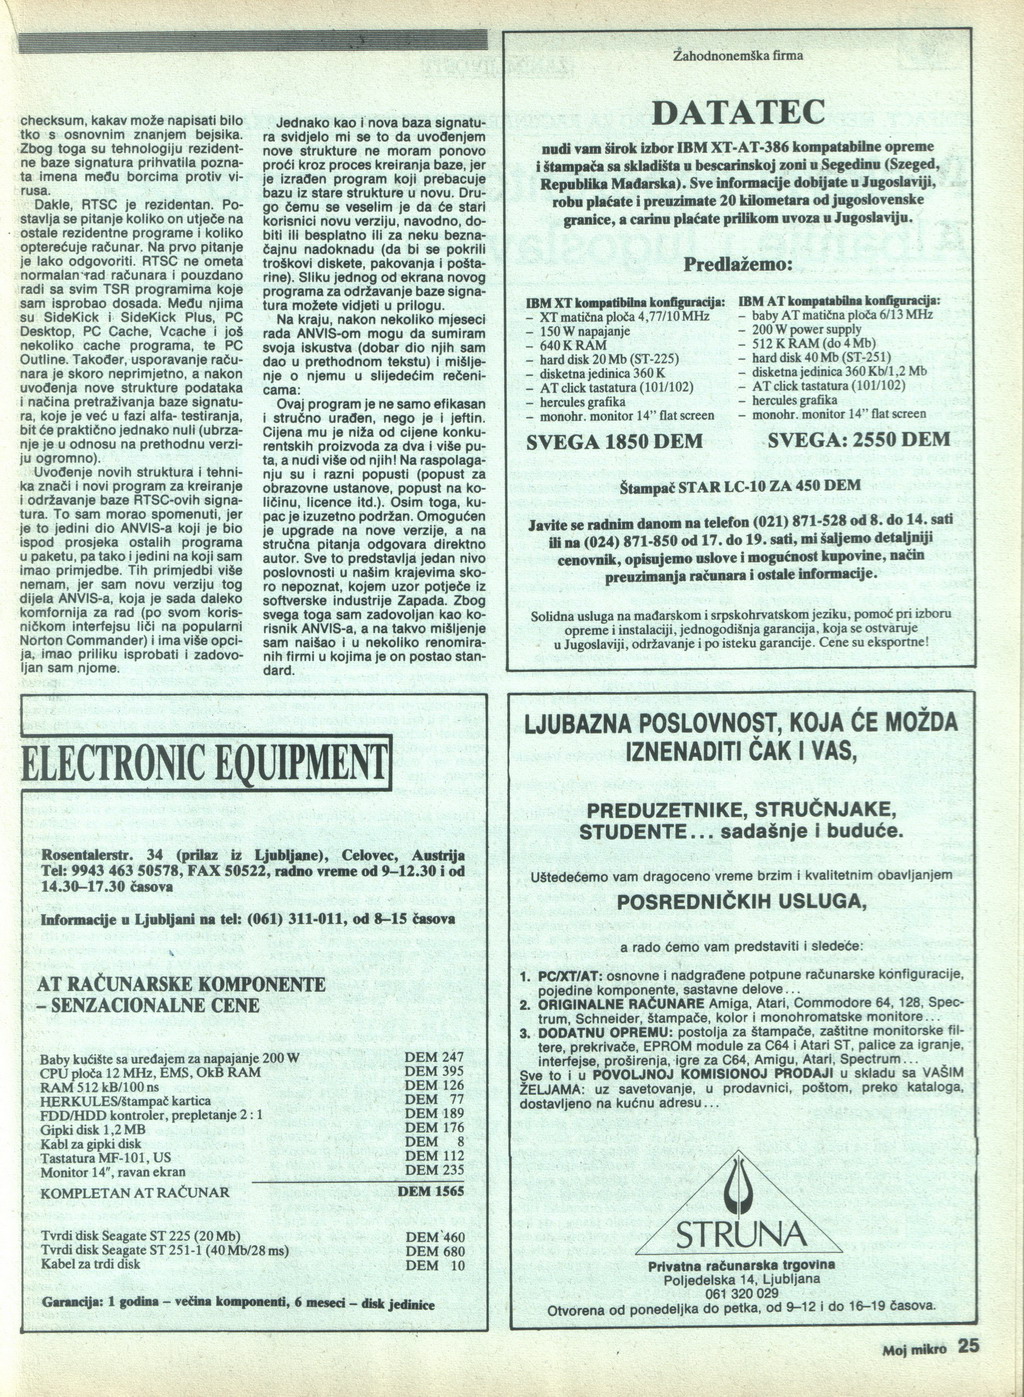 checksum, kakav može napisati bilo
tko s osnovnim znanjem bejsika.
Zbog toga su tehnologiju rezident-
ne baze signatura prihvatila pozna-
ta imena među borcima protiv vi-
rusa.
Dakle, RTSC je rezidentan. Po-
stavlja se pitanje koliko on utječe na
ostale rezidentne programe i koliko
opterećuje računar. Na prvo pitanje
je lako odgovoriti. RTSC ne ometa
normalan rad računara i pouzdano
radi sa svim TSR programima koje
sam isprobao dosada. Među njima
su SideKick i SideKick Plus, PC
Desktop, PC Cache, Vcache i još
nekoliko cache programa, te PC
Outline. Također, usporavanje raču-
nara je skoro neprimjetno, a nakon
uvođenja nove strukture podataka
i načina pretraživanja baze signatu-
ra, koje je već u fazi alfa- testiranja,
bit će praktično jednako nuli (ubrza-
nje je u odnosu na prethodnu verzi-
ju ogromno).
Uvođenje novih struktura i tehni-
ka znači i novi program za kreiranje
i održavanje baze RTSC-ovih signa-
tura. To sam morao spomenuti, jer
je to jedini dio ANVIS-a koji je bio
ispod prosjeka ostalih programa
u paketu, pa tako i jedini na koji sam
imao primjedbe. Tih primjedbi više
nemam, jer sam novu verziju tog
dijela ANVIS-a, koja je sada daleko
komfornija za rad (po svom koris-
ničkom interfejsu liči na popularni
Norton Commander) i ima više opci-
ja, imao priliku isprobati i zadovo-
ljan sam njome.
Jednako kao i nova baza signatu-
ra svidjelo mi se to da uvođenjem
nove strukture ne moram ponovo
proći kroz proces kreiranja baze, jer
je izrađen program koji prebacuje
bazu iz stare strukture u novu. Dru-
go čemu se veselim je da će stari
korisnici novu verziju, navodno, do-
biti ili besplatno ili za neku bezna-
čajnu nadoknadu (da bi se pokrili
troškovi diskete, pakovanja i pošta-
rine). Sliku jednog od ekrana novog
programa za održavanje baze signa-
tura možete vidjeti u prilogu.
Na kraju, nakon nekoliko mjeseci
rada ANVIS-om mogu da sumiram
svoja iskustva (dobar dio njih sam
dao u prethodnom tekstu) i mišlje-
nje o njemu u slijedećim rečeni-
cama:
Ovaj program je ne samo efikasan
i stručno urađen, nego je i jeftin.
Cijena mu je niža od cijene konku-
rentskih proizvoda za dva i više pu-
ta, a nudi više od njih! Na raspolaga-
nju su i razni popusti (popust za
obrazovne ustanove, popust na ko-
ličinu, licence itd.). Osim toga, ku-
pac je izuzetno podržan. Omogućen
je upgrade na nove verzije, a na
stručna pitanja odgovara direktno
autor. Sve to predstavlja jedan nivo
poslovnosti u našim krajevima sko-
ro nepoznat, kojem uzor potječe iz
softverske industrije Zapada. Zbog
svega toga sam zadovoljan kao ko-
risnik ANVIS-a, a na takvo mišljenje
sam naišao i u nekoliko renomira-
nih firmi u kojima je on postao stan-
dard.
Zahodnonemška firma
DATATEC
nudi vam širok izbor IBM XT-AT-386 kompatabilne opreme
i štampača sa skladišta u bescarinskoj zoni u Segedinu (Szeged,
Republika Mađarska). Sve informacije dobijate u Jugoslaviji,
robu plaćate i preuzimate 20 kilometara od jugoslovenske
granice, a carinu plaćate prilikom uvoza u Jugoslaviju.
Predlažemo:
IBM XT kompatibilna konfiguracija:
– XT matična ploča 4,77/10 MHz
– 150 W napajanje
– 640 K RAM
– hard disk 20 Mb (ST-225)
– disketna jedinica 360 K
– AT click tastatura (101/102)
– hercules grafika
– monohr. monitor 14" flat screen
SVEGA 1850 DEM
IBM AT kompatabilna konfiguracija:
– baby AT matična ploča 6/13 MHz
– 200 W power supply
– 512 K RAM (do 4 Mb)
– hard disk 40 Mb (ST-251)
– disketna jedinica 360 Kb/1,2 Mb
– AT click tastatura (101/102)
– hercules grafika
– monohr. monitor 14" flat screen
SVEGA: 2550 DEM
Štampač STAR LC-10 ZA 450 DEM
Javite se radnim danom na telefon (021) 871-528 od 8. do 14. sati
ili na (024) 871-850 od 17. do 19. sati, mi šaljemo detaljniji
cenovnik, opisujemo uslove i mogućnost kupovine, način
preuzimanja računara i ostale informacije.
Solidna usluga na mađarskom i srpskohrvatskom jeziku, pomoć pri izboru
opreme i instalaciji, jednogodišnja garancija, koja se ostvaruje
u Jugoslaviji, održavanje i po isteku garancije. Cene su eksportne!
ELECTRONIC EQUIPMENT
Rosentalerstr. 34 (prilaz iz Ljubljane), Celovec, Austrija
Tel: 9943 463 50578, FAX 50522, radno vreme od 9–12.30 i od
14.30–17.30 časova
Informacije u Ljubljani na tel: (061) 311-011, od 8–15 časova
AT RAČUNARSKE KOMPONENTE
– SENZACIONALNE CENE
Baby kućište sa uređajem za napajanje 200 W DEM 247
CPU ploča 12 MHz, EMS, OkB RAM DEM 395
RAM 512 kB/100 ns DEM 126
HERKULES/štampač kartica DEM 77
FDD/HDD kontroler, prepletanje 2 : 1 DEM 189
Gipki disk 1,2 MB DEM 176
Kabl za gipki disk DEM 8
Tastatura MF-101, US DEM 112
Monitor 14", ravan ekran DEM 235
KOMPLETAN AT RAČUNAR DEM 1565
Tvrdi disk Seagate ST 225 (20 Mb) DEM 460
Tvrdi disk Seagate ST 251-1 (40 Mb/28 ms) DEM 680
Kabel za trdi disk DEM 10
Garancija: 1 godina – većina komponenti, 6 meseci – disk jedinice
LJUBAZNA POSLOVNOST, KOJA ĆE MOŽDA
IZNENADITI ČAK I VAS,
PREDUZETNIKE, STRUČNJAKE,
STUDENTE... sadašnje i buduće.
Uštedećemo vam dragoceno vreme brzim i kvalitetnim obavljanjem
POSREDNIČKIH USLUGA,
a rado ćemo vam predstaviti i sledeće:
1. PC/XT/AT: osnovne i nadgrađene potpune računarske konfiguracije,
pojedine komponente, sastavne delove...
2. ORIGINALNE RAČUNARE Amiga, Atari, Commodore 64, 128, Spec-
trum, Schneider, štampače, kolor i monohromatske monitore...
3. DODATNU OPREMU: postolja za štampače, zaštitne monitorske fil-
tere, prekrivače, EPROM module za C64 i Atari ST, palice za igranje,
interfejse, proširenja, igre za C64, Amigu, Atari, Spectrum...
Sve to i u POVOLJNOJ KOMISIONOJ PRODAJI u skladu sa VAŠIM
ŽELJAMA: uz savetovanje, u prodavnici, poštom, preko kataloga,
dostavljeno na kućnu adresu...
STRUNA
Privatna računarska trgovina
Poljedelska 14, Ljubljana
061 320 029
Otvorena od ponedeljka do petka, od 9–12 i do 16–19 časova.
Moj mikro 25